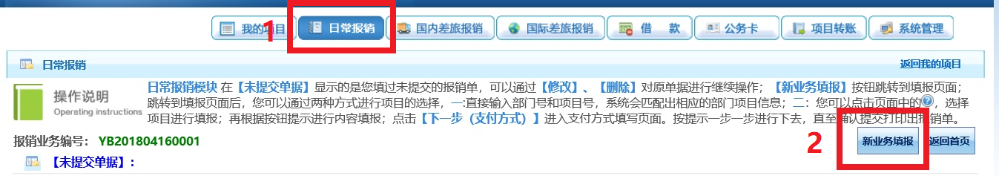 1
我的项目 日常报销 国内差旅报销 国际差旅报销 借 款 公务卡 项目转账 系统管理
日常报销 返回我的项目
操作说明
Operating instructions
日常报销模块 在【未提交单据】显示的是您填过未提交的报销单，可以通过【修改】、【删除】对原单据进行继续操作；【新业务填报】按钮跳转到填报页面；
跳转到填报页面后，您可以通过两种方式进行项目的选择，一:直接输入部门号和项目号，系统会匹配出相应的部门项目信息；二：您可以点击页面中的?，选择
项目进行填报；再根据按钮提示进行内容填报；点击【下一步（支付方式）】进入支付方式填写页面。按提示一步一步进行下去，直至确认提交打印出报销单。
报销业务编号： YB201804160001
2 新业务填报 返回首页
【未提交单据】: